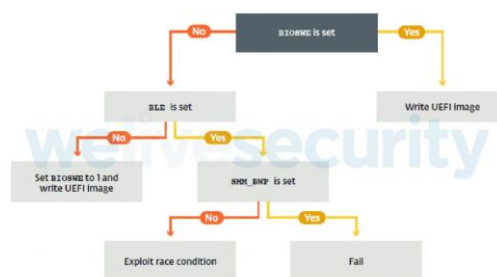 BIOSWE is set
No
Yes
BLE is set
Write UEFI image
No
Yes
welivesecurity
Set BIOSWE to 1 and
write UEFI image
SMM_BWP is set
No
Yes
Exploit race condition
Fail